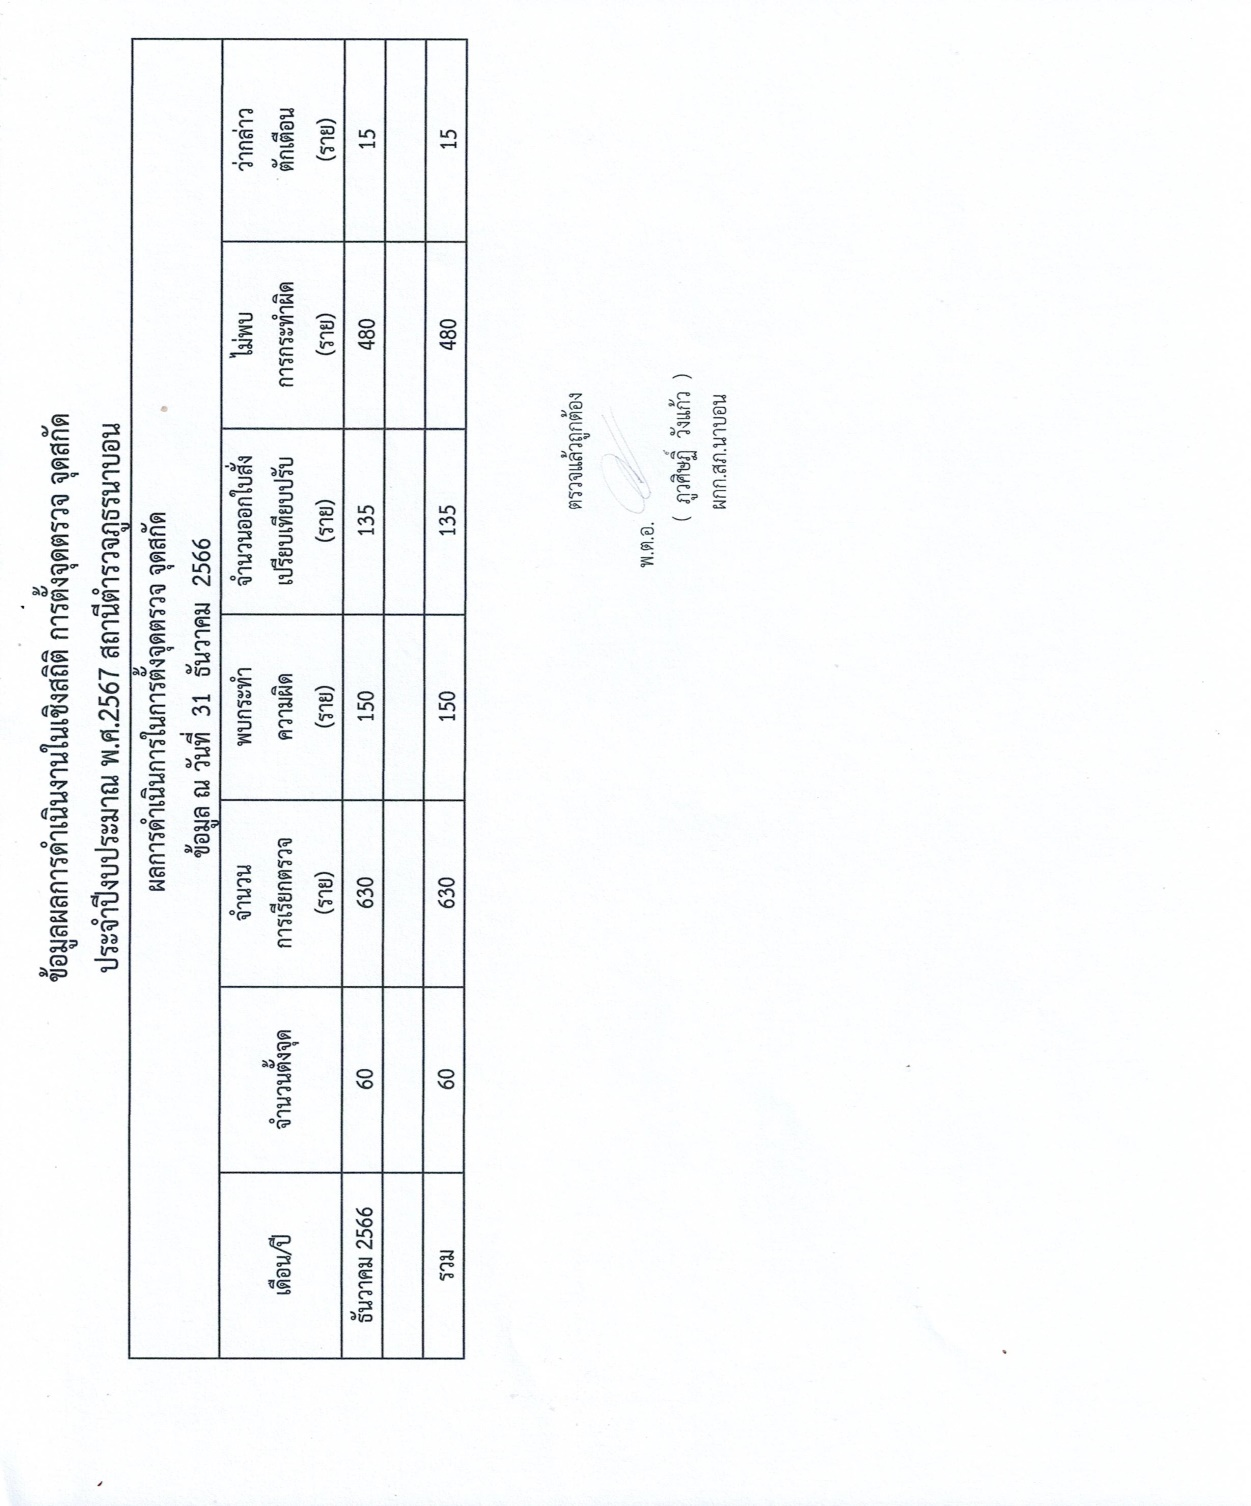 ข้อมูลผลการดำเนินงานในเชิงสถิติ การตั้งจุดตรวจ จุดสกัด
ประจำปีงบประมาณ พ.ศ.2567 สถานีตำรวจภูธรนาบอน
ผลการดำเนินการในการตั้งจุดตรวจ จุดสกัด
ข้อมูล ณ วันที่ 31 ธันวาคม 2566
เดือน/ปี จำนวนตั้งจุด จำนวน พบกระทำ จำนวนออกใบสั่ง ไม่พบ ว่ากล่าว
การเรียกตรวจ ความผิด เปรียบเทียบปรับ การกระทำผิด ตักเตือน
(ราย) (ราย) (ราย) (ราย) (ราย)
ธันวาคม 2566 60 630 150 135 480 15
รวม 60 630 150 135 480 15
ตรวจแล้วถูกต้อง
พ.ต.อ.
( ภูวศิษฏิ์ วังแก้ว )
ผกก.สภ.นาบอน